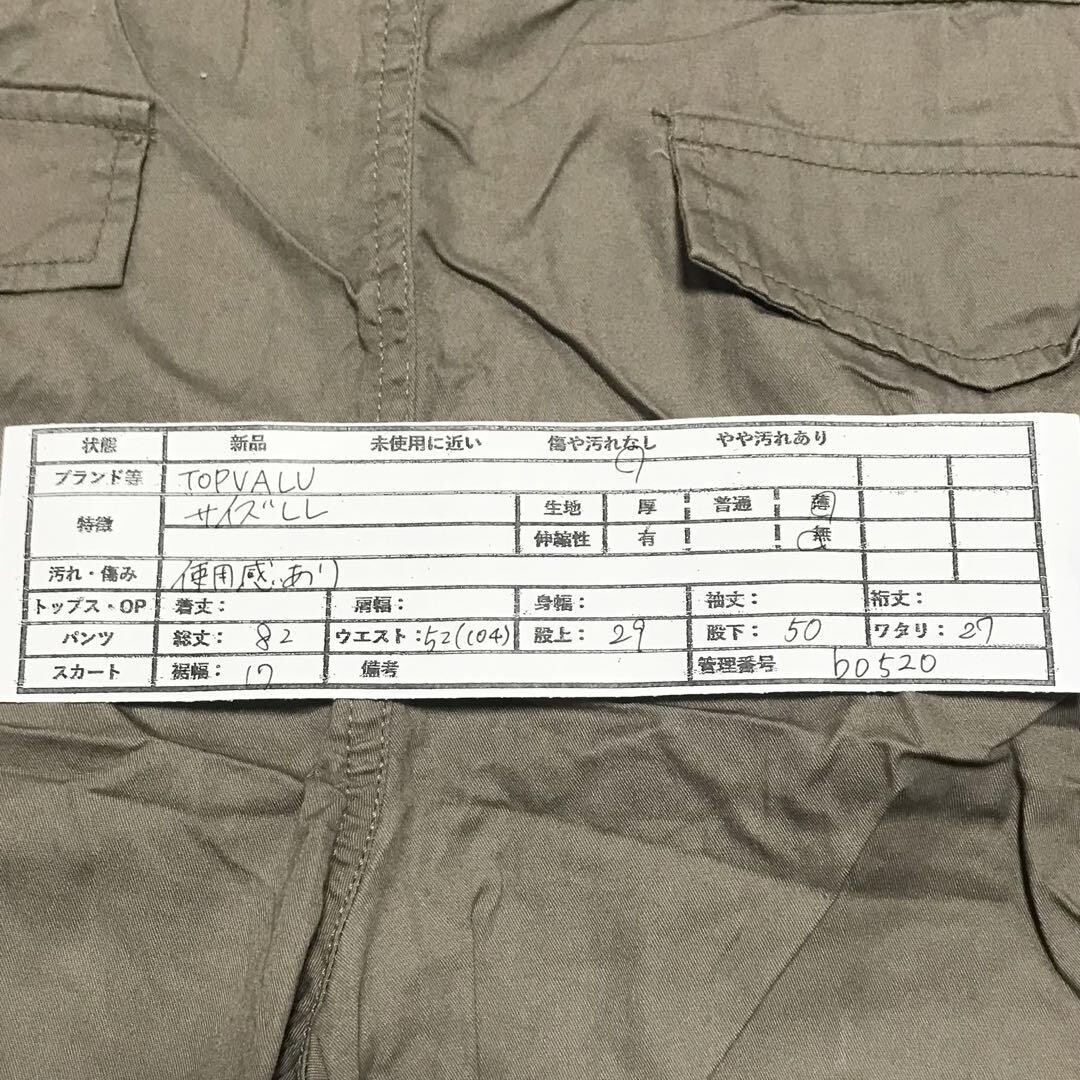 状態 新品 未使用に近い 傷や汚れなし やや汚れあり
ブランド等 TOPVALU
特徴 サイズLL 生地 厚 普通 薄
伸縮性 有 無
汚れ・傷み 使用感あり
トップス・OP 着丈： 肩幅： 身幅： 袖丈： 裄丈：
パンツ 総丈： 82 ウエスト：52(104) 股上： 29 股下： 50 ワタリ：27
スカート 裾幅： 17 備考 管理番号 b0520